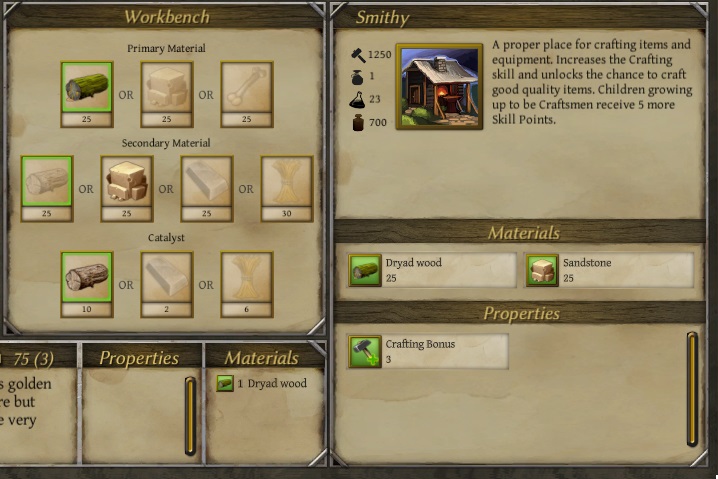 Workbench
Primary Material
OR
OR
25
25
25
Secondary Material
OR
OR
OR
25
25
25
30
Catalyst
OR
OR
10
2
6
Smithy
1250
1
23
700
A proper place for crafting items and
equipment. Increases the Crafting
skill and unlocks the chance to craft
good quality items. Children growing
up to be Craftsmen receive 5 more
Skill Points.
Materials
Dryad wood
25
Sandstone
25
Properties
Crafting Bonus
3
75 (3)
golden
but
very
Properties
Materials
1 Dryad wood